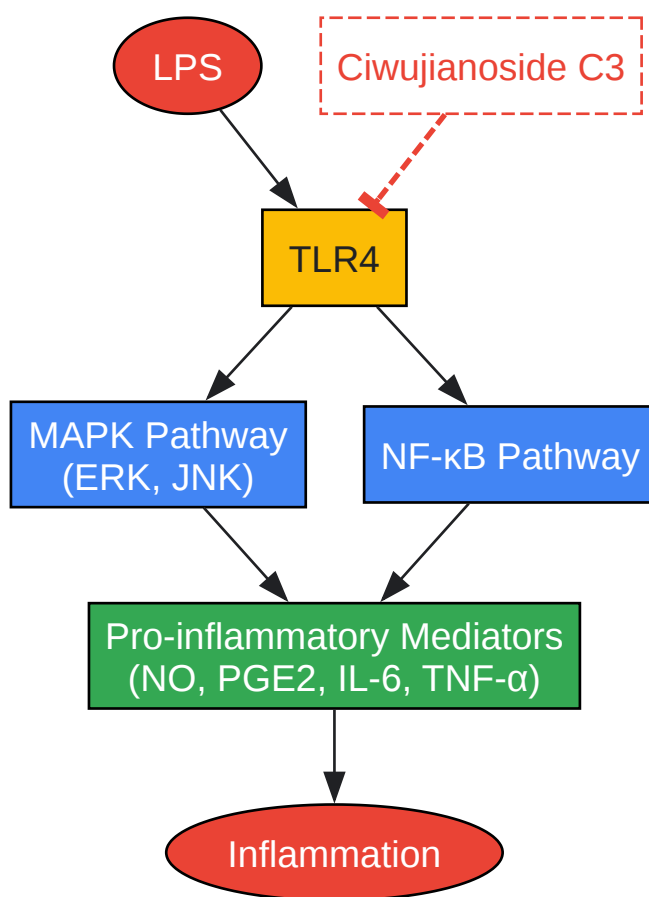 LPS
Ciwujianoside C3
TLR4
MAPK Pathway
(ERK, JNK)
NF-κB Pathway
Pro-inflammatory Mediators
(NO, PGE2, IL-6, TNF-α)
Inflammation